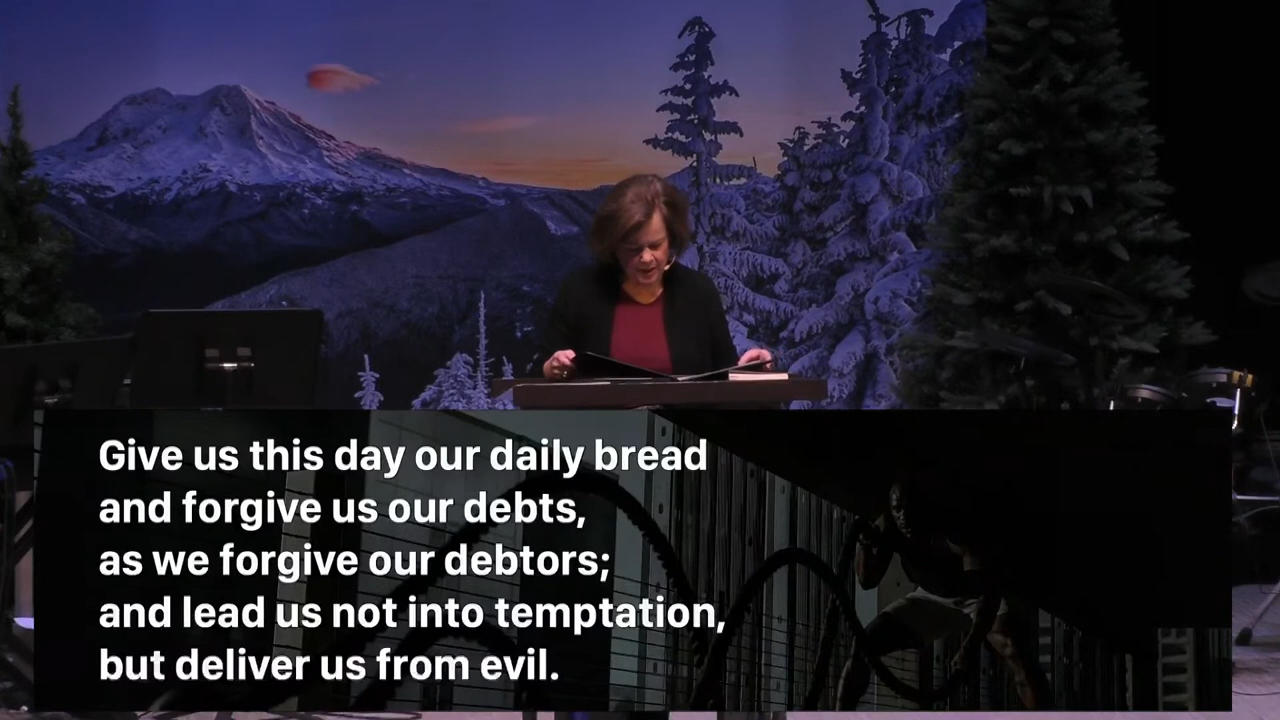 Give us this day our daily bread
and forgive us our debts,
as we forgive our debtors;
and lead us not into temptation,
but deliver us from evil.